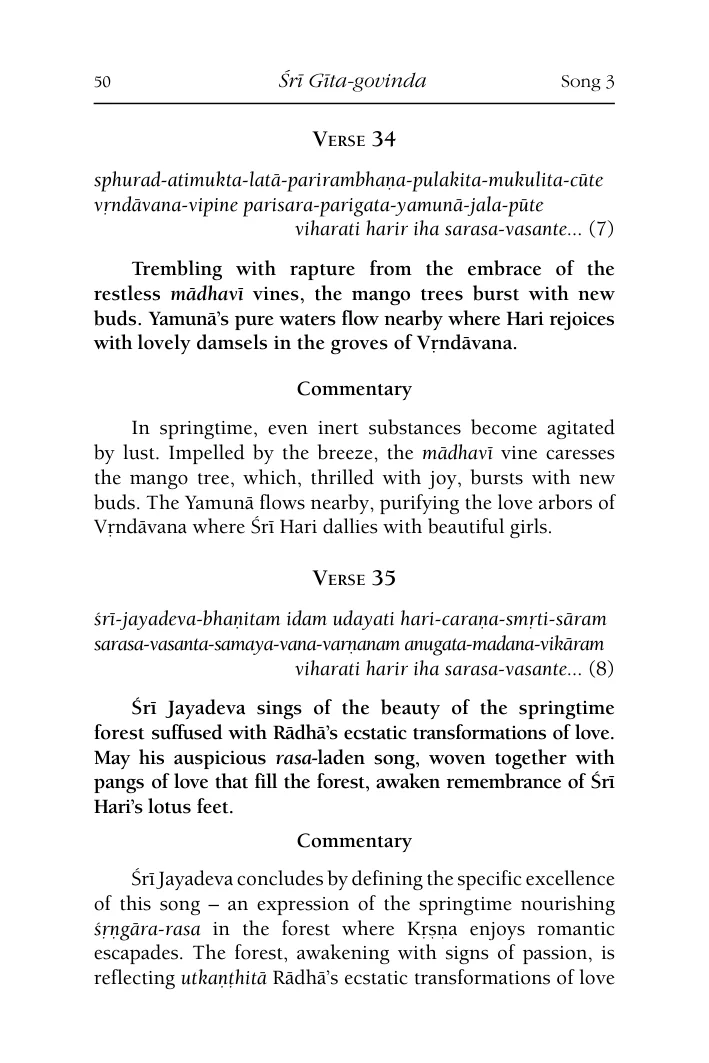 50 Śrī Gīta-govinda Song 3
Verse 34
sphurad-atimukta-latā-parirambhaṇa-pulakita-mukulita-cūte
vṛndāvana-vipine parisara-parigata-yamunā-jala-pūte
viharati harir iha sarasa-vasante... (7)
Trembling with rapture from the embrace of the
restless mādhavī vines, the mango trees burst with new
buds. Yamunā's pure waters flow nearby where Hari rejoices
with lovely damsels in the groves of Vṛndāvana.
Commentary
In springtime, even inert substances become agitated
by lust. Impelled by the breeze, the mādhavī vine caresses
the mango tree, which, thrilled with joy, bursts with new
buds. The Yamunā flows nearby, purifying the love arbors of
Vṛndāvana where Śrī Hari dallies with beautiful girls.
Verse 35
śrī-jayadeva-bhaṇitam idam udayati hari-caraṇa-smṛti-sāram
sarasa-vasanta-samaya-vana-varṇanam anugata-madana-vikāram
viharati harir iha sarasa-vasante... (8)
Śrī Jayadeva sings of the beauty of the springtime
forest suffused with Rādhā's ecstatic transformations of love.
May his auspicious rasa-laden song, woven together with
pangs of love that fill the forest, awaken remembrance of Śrī
Hari's lotus feet.
Commentary
Śrī Jayadeva concludes by defining the specific excellence
of this song – an expression of the springtime nourishing
śṛṇgāra-rasa in the forest where Kṛṣṇa enjoys romantic
escapades. The forest, awakening with signs of passion, is
reflecting utkaṇṭhitā Rādhā's ecstatic transformations of love